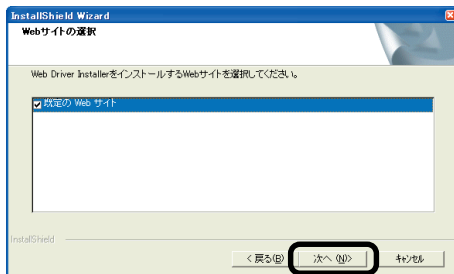 InstallShield Wizard
Webサイトの選択
Web Driver InstallerをインストールするWebサイトを選択してください。
既定の Web サイト
InstallShield
< 戻る(B)
次へ (N)>
キャンセル